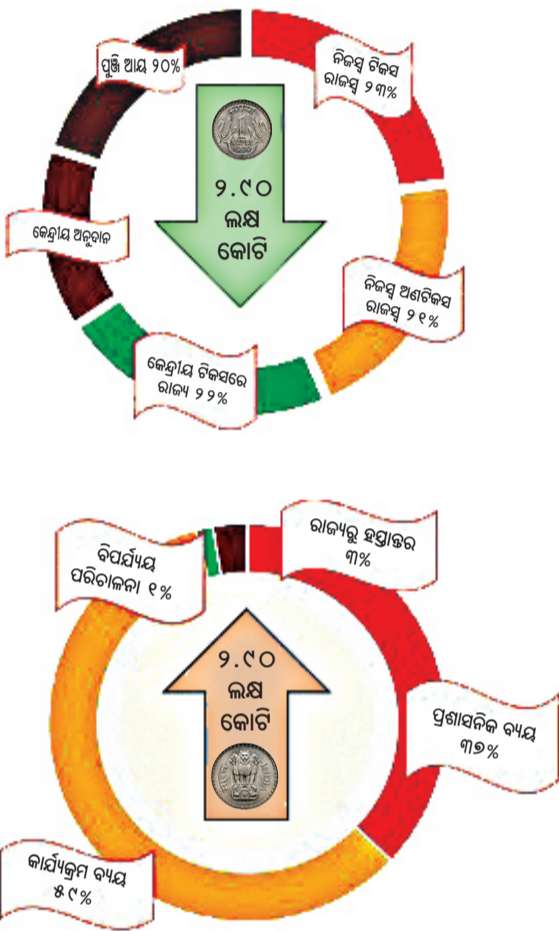 ପୁଞ୍ଜି ଆୟ ୨୦%
ନିଜସ୍ୱ ଟିକସ
ରାଜସ୍ୱ ୨୩%
୨.୯୦
ଲକ୍ଷ
କୋଟି
କେନ୍ଦ୍ରୀୟ ଅନୁଦାନ
ନିଜସ୍ୱ ଅଣଟିକସ
ରାଜସ୍ୱ ୨୧%
କେନ୍ଦ୍ରୀୟ ଟିକସରେ
ରାଜ୍ୟ ୨୨%
ରାଜ୍ୟରୁ ହସ୍ତାନ୍ତର
୩%
ବିପର୍ଯ୍ୟୟ
ପରିଚାଳନା ୧%
୨.୯୦
ଲକ୍ଷ
କୋଟି
ପ୍ରଶାସନିକ ବ୍ୟୟ
୩୭%
କାର୍ଯ୍ୟକ୍ରମ ବ୍ୟୟ
୫୯%